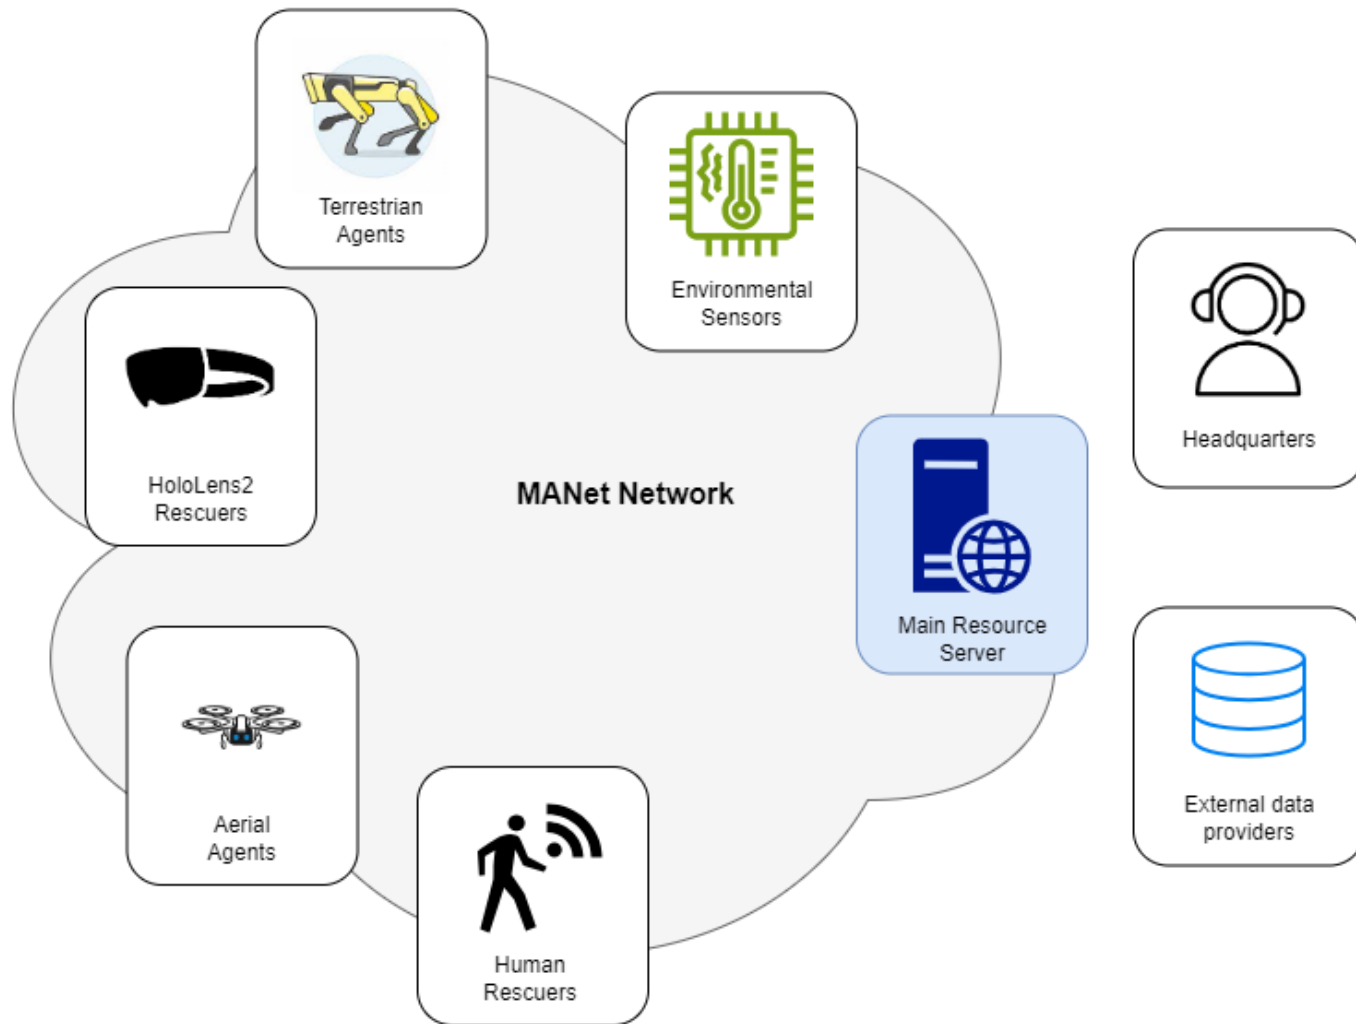 Terrestrian
Agents
Environmental
Sensors
HoloLens2
Rescuers
MANet Network
Headquarters
Main Resource
Server
Aerial
Agents
External data
providers
Human
Rescuers